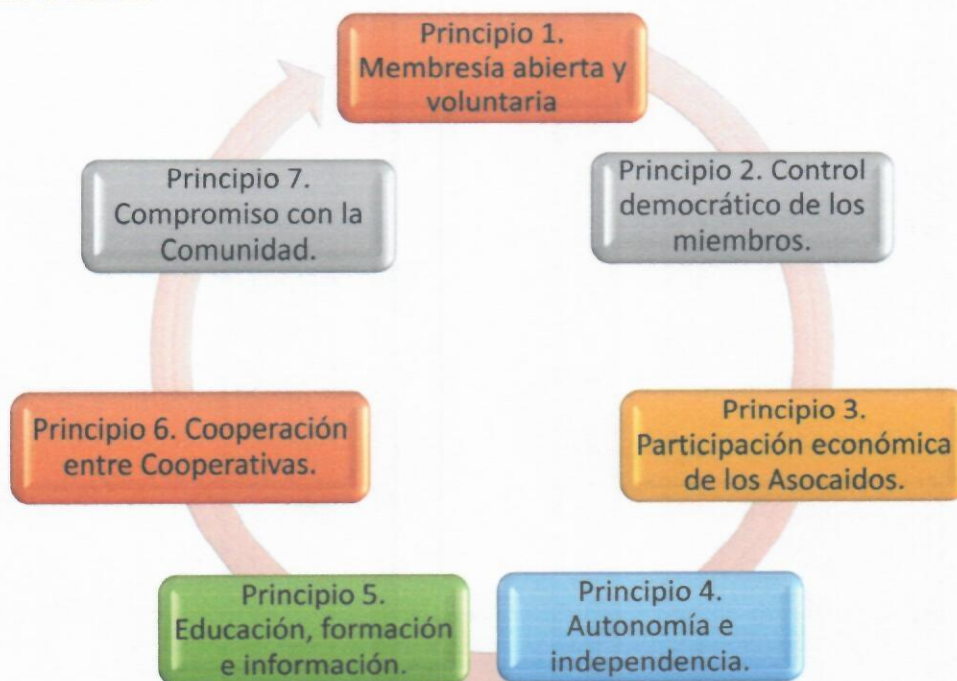 Principio 1.
Membresía abierta y
voluntaria
Principio 2. Control
democrático de los
miembros.
Principio 3.
Participación económica
de los Asocaidos.
Principio 4.
Autonomía e
independencia.
Principio 5.
Educación, formación
e información.
Principio 6. Cooperación
entre Cooperativas.
Principio 7.
Compromiso con la
Comunidad.